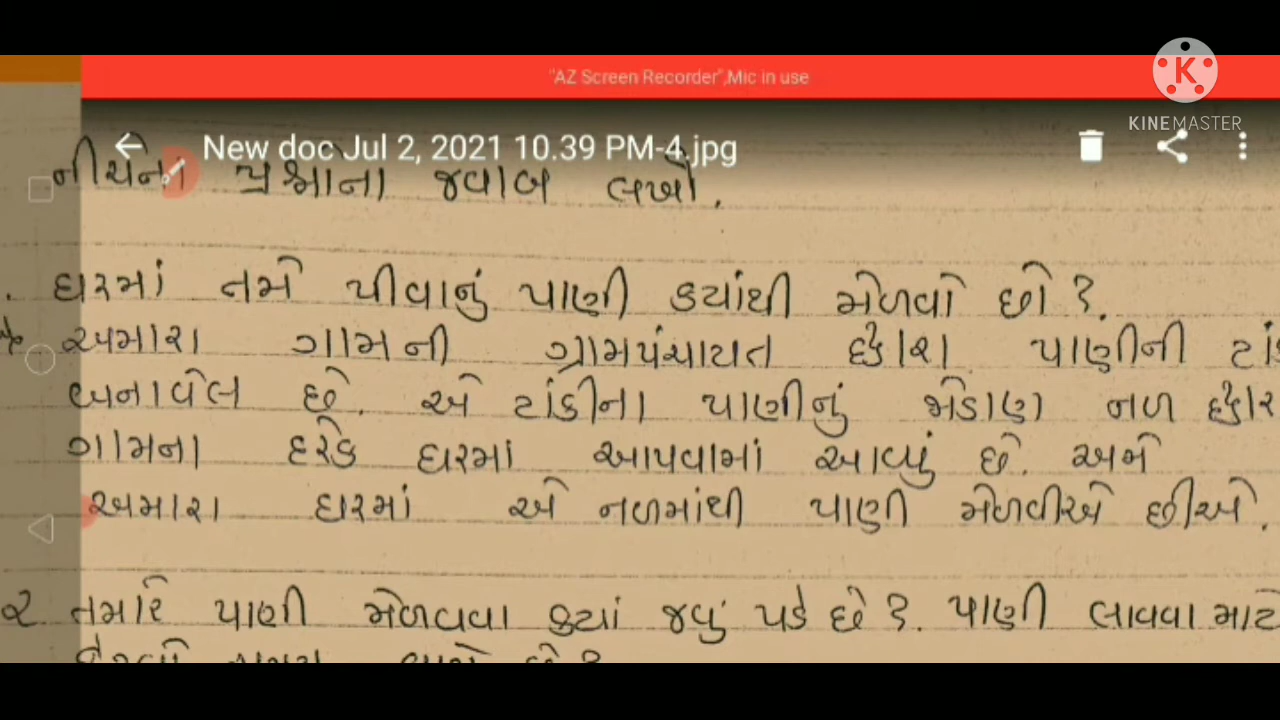 "AZ Screen Recorder",Mic in use
KINEMASTER
New doc Jul 2, 2021 10.39 PM-4.jpg
નીચેના પ્રશ્નોના જવાબ લખો.
ઘરમાં તમે પીવાનું પાણી ક્યાંથી મેળવો છો?
અમારા ગામની ગ્રામપંચાયત દ્વારા પાણીની
બનાવેલ છે. એ ટાંકીના પાણીનું જોડાણ નળ
ગામના દરેક ઘરમાં આપવામાં આવ્યું છે. અમે
અમારા ઘરમાં એ નળમાંથી પાણી મેળવીએ છીએ.
૨ તમારે પાણી મેળવવા ક્યાં જવું પડે છે? પાણી લાવવા માટે